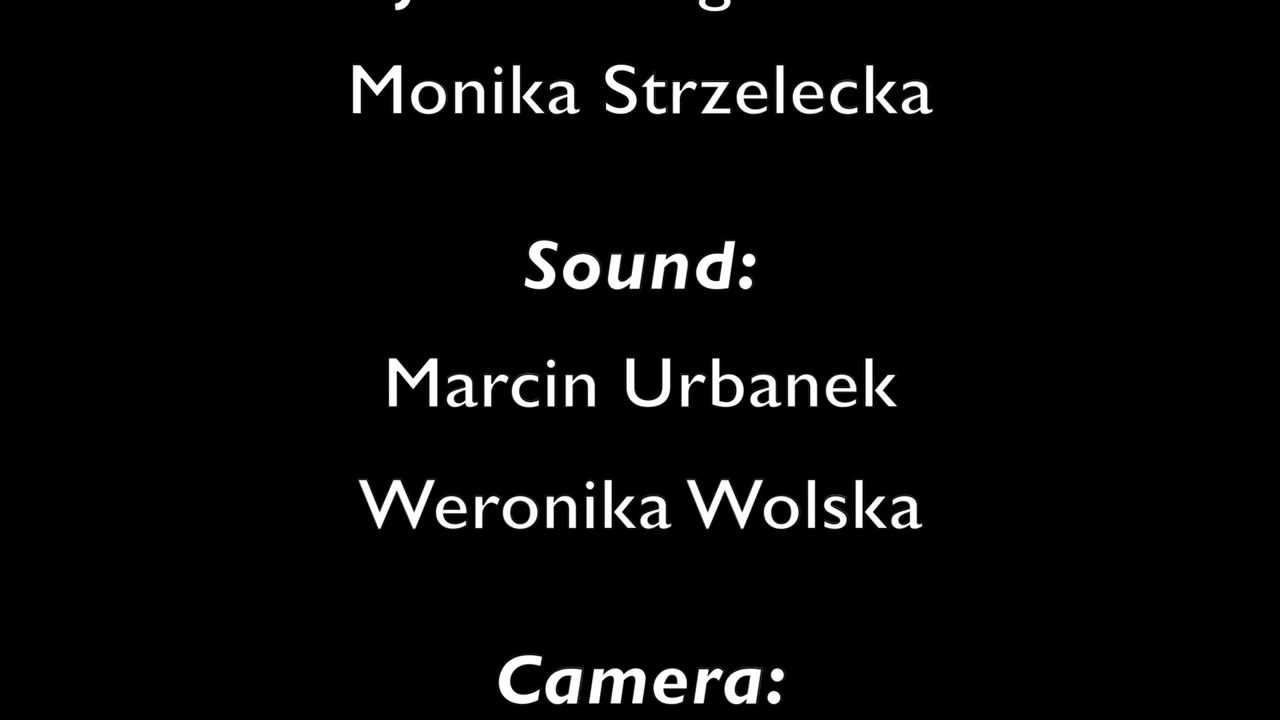 Monika Strzelecka
Sound:
Marcin Urbanek
Weronika Wolska
Camera: